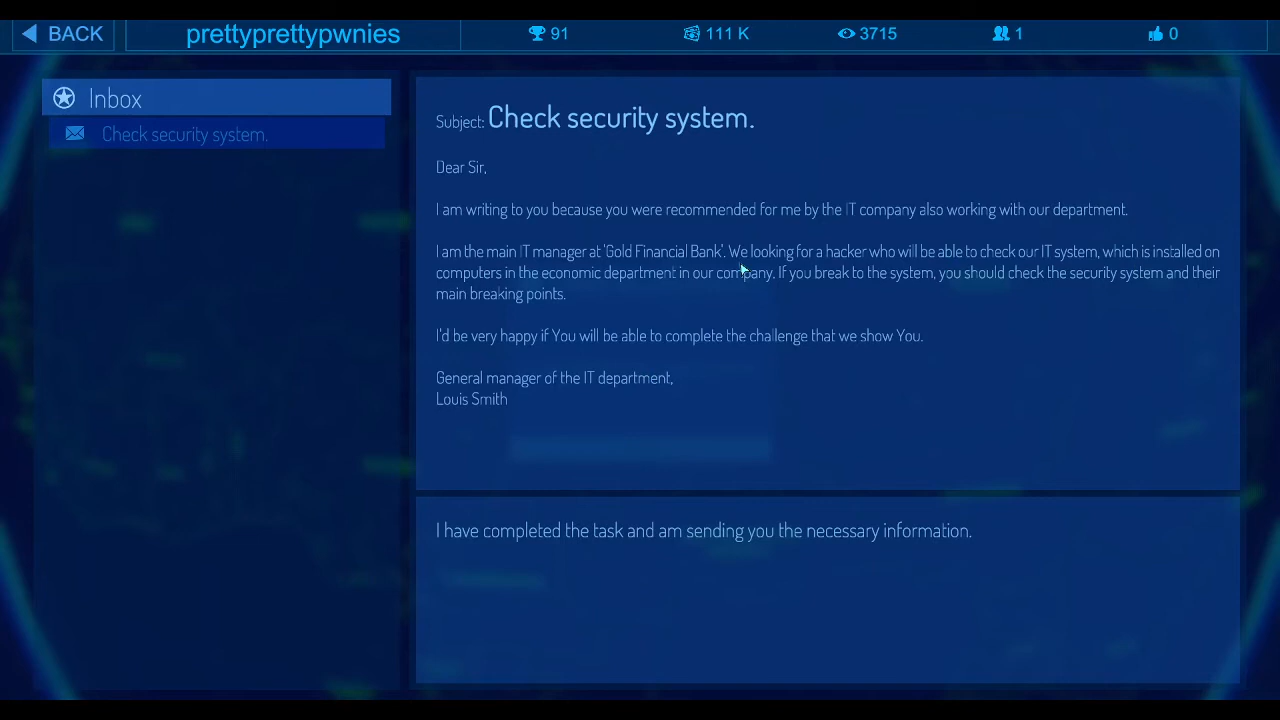 BACK
prettyprettypwnies
91
111 K
3715
1
0
Inbox
Check security system.
Subject: Check security system.
Dear Sir,
I am writing to you because you were recommended for me by the IT company also working with our department.
I am the main IT manager at 'Gold Financial Bank'. We looking for a hacker who will be able to check our IT system, which is installed on
computers in the economic department in our company. If you break to the system, you should check the security system and their
main breaking points.
I'd be very happy if You will be able to complete the challenge that we show You.
General manager of the IT department,
Louis Smith
I have completed the task and am sending you the necessary information.